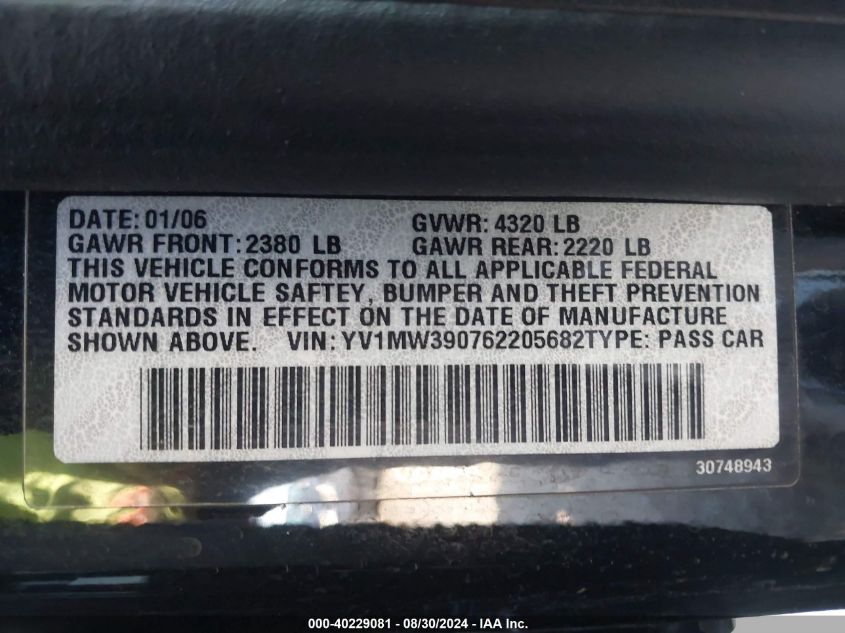 DATE: 01/06 GVWR: 4320 LB
GAWR FRONT: 2380 LB GAWR REAR: 2220 LB
THIS VEHICLE CONFORMS TO ALL APPLICABLE FEDERAL
MOTOR VEHICLE SAFTEY, BUMPER AND THEFT PREVENTION
STANDARDS IN EFFECT ON THE DATE OF MANUFACTURE
SHOWN ABOVE. VIN: YV1MW390762205682TYPE: PASS CAR
30748943
000-40229081 - 08/30/2024 - IAA Inc.